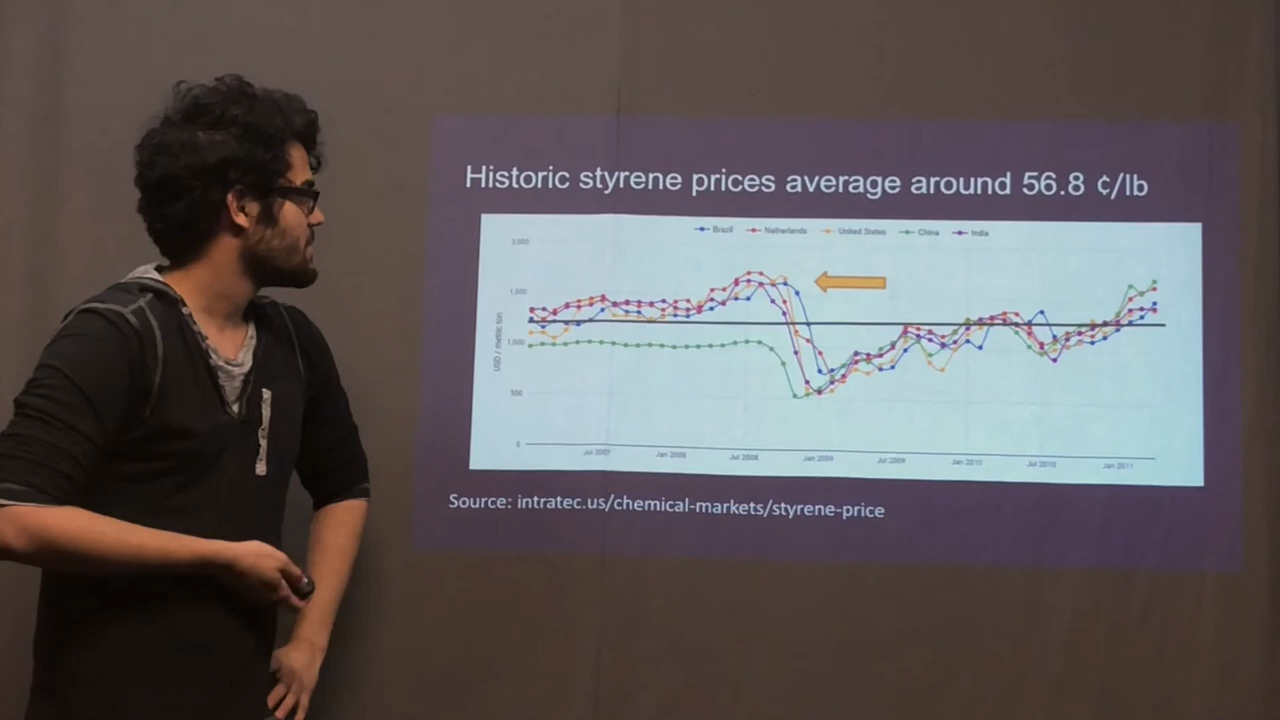 Historic styrene prices average around 56.8 ¢/lb
Brazil Netherlands United States China India
2,000
1,500
1,000
500
0
USD / metric ton
Jul 2007 Jan 2008 Jul 2008 Jan 2009 Jul 2009 Jan 2010 Jul 2010 Jan 2011
Source: intratec.us/chemical-markets/styrene-price